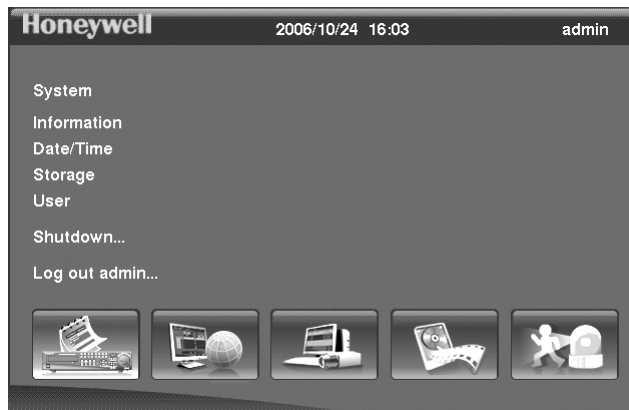 Honeywell 2006/10/24 16:03 admin
System
Information
Date/Time
Storage
User
Shutdown...
Log out admin...